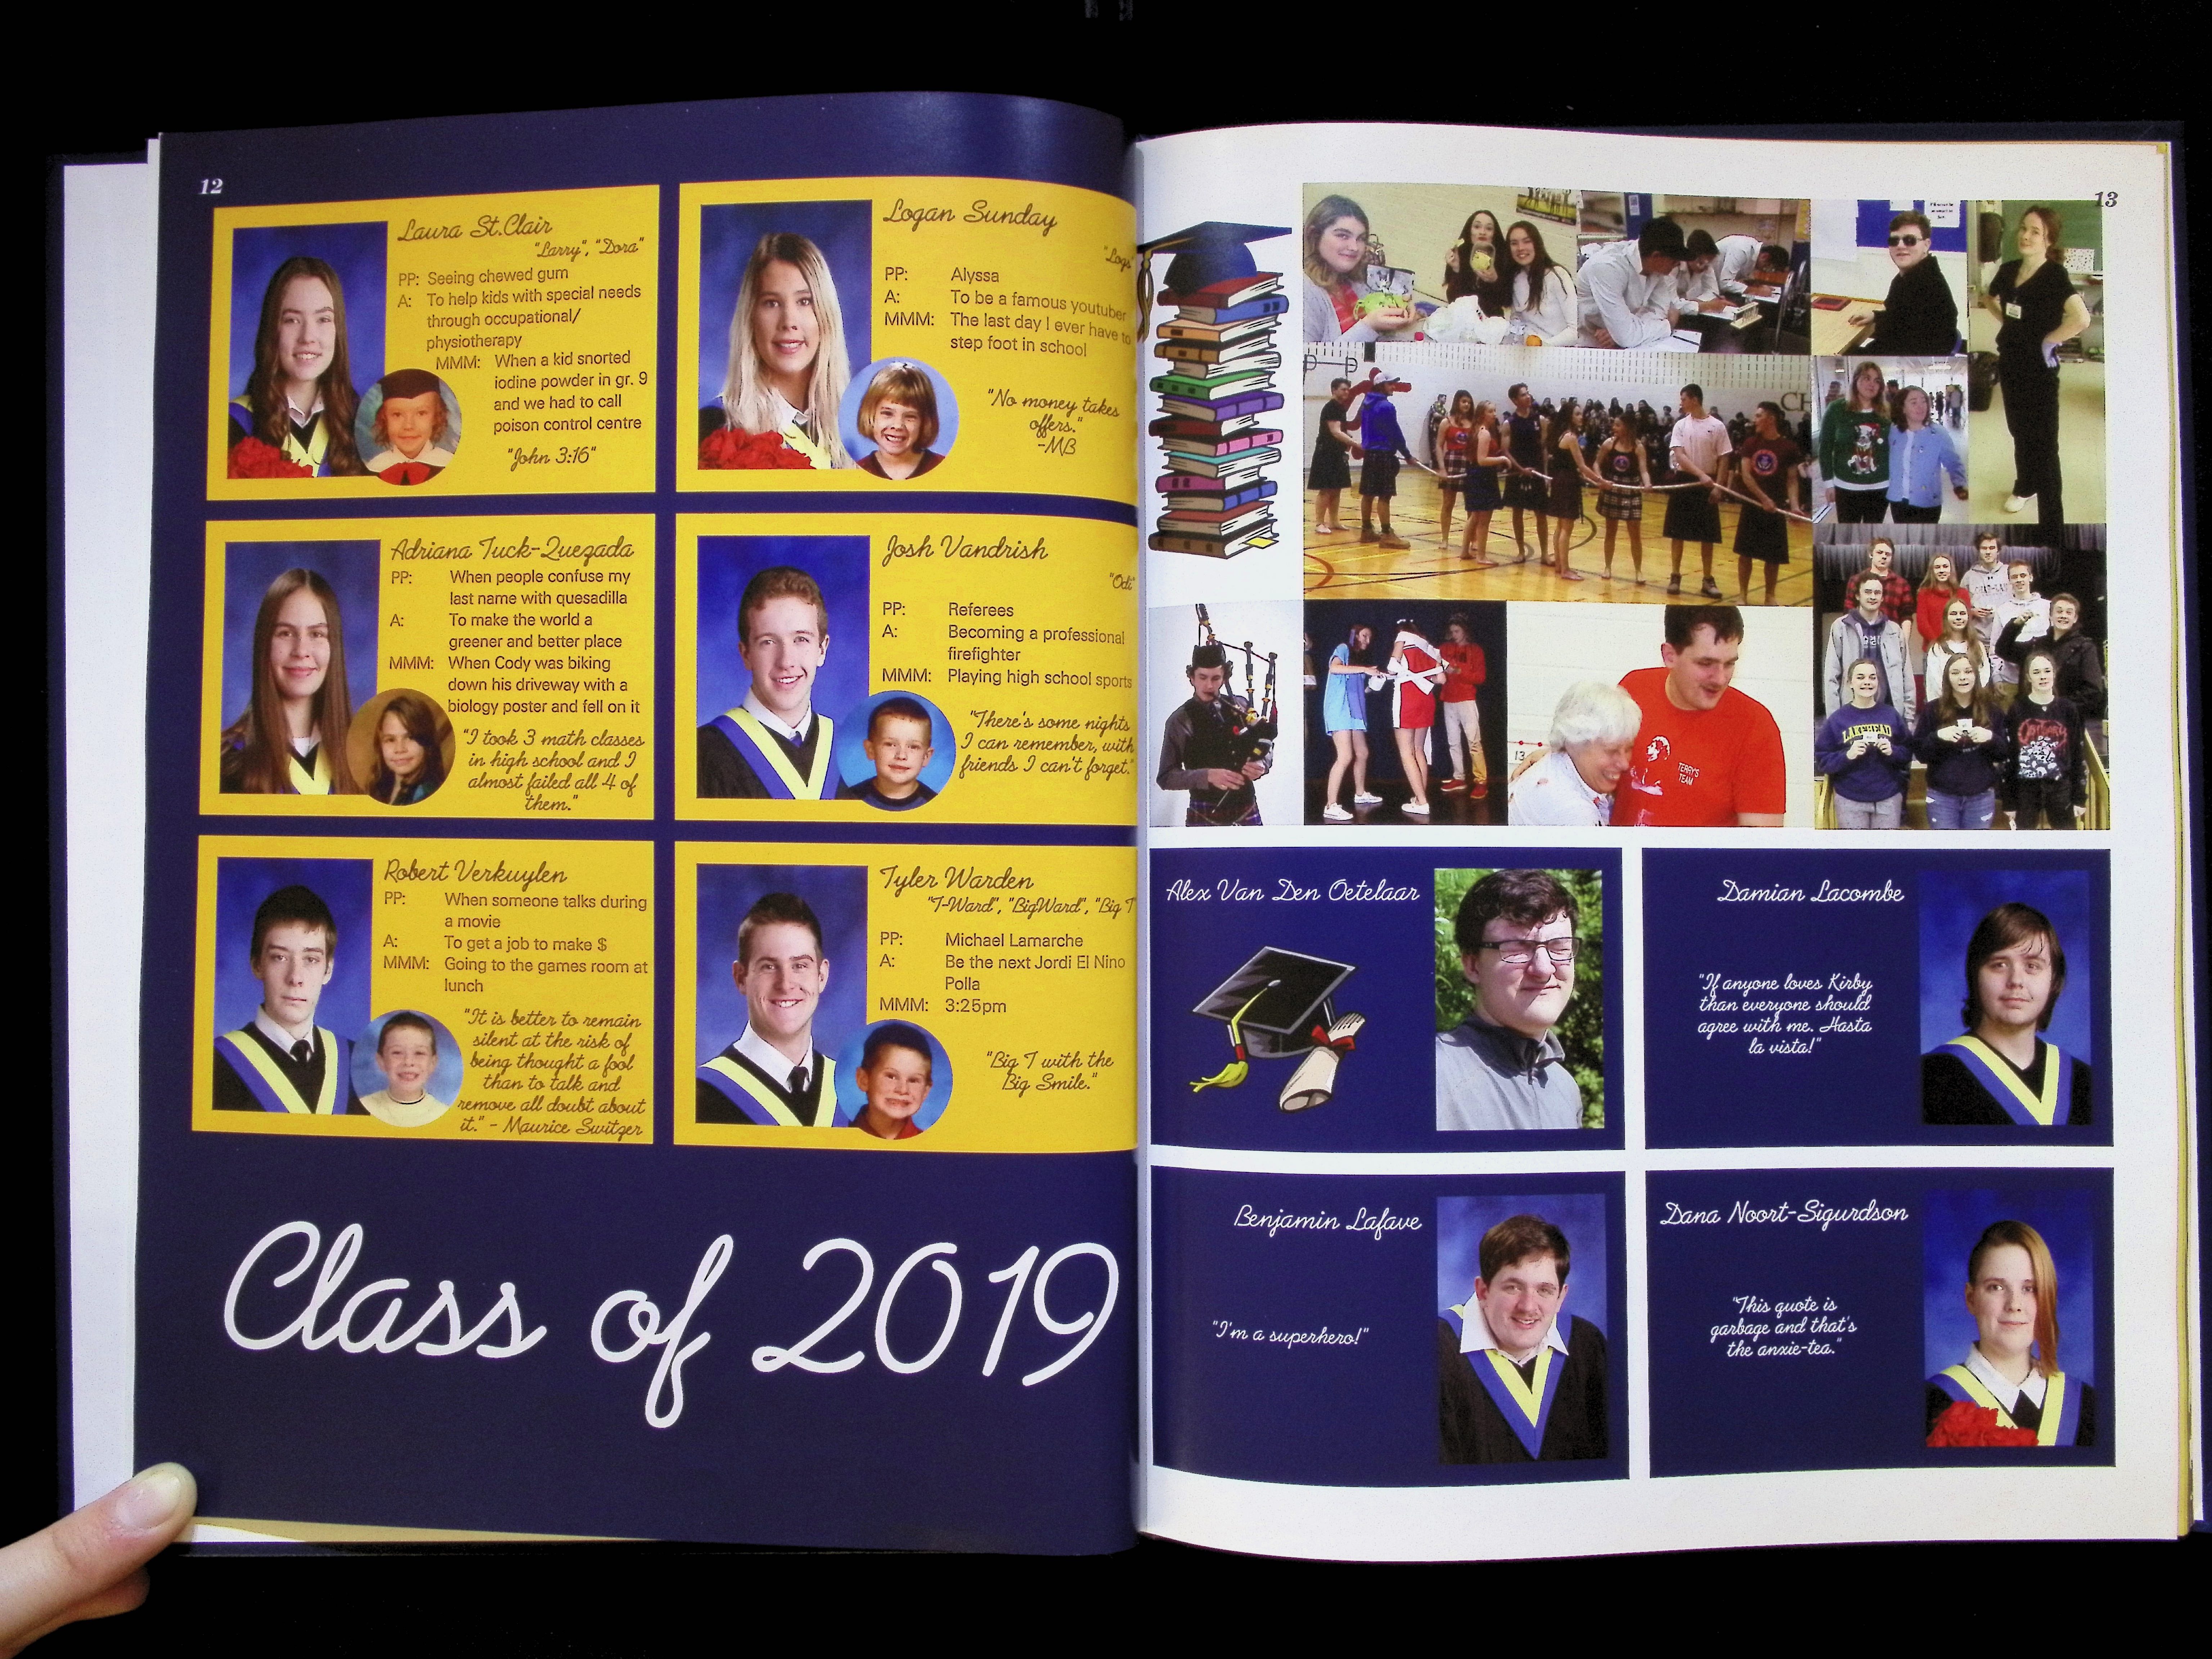 12
Laura St.Clair
"Larry", "Dora"
PP: Seeing chewed gum
A: To help kids with special needs
through occupational/
physiotherapy
MMM: When a kid snorted
iodine powder in gr. 9
and we had to call
poison control centre
"John 3:16"
Logan Sunday
"Logs"
PP: Alyssa
A: To be a famous youtuber
MMM: The last day I ever have to
step foot in school
"No money takes
offers."
-MB
Adriana Tuck-Quezada
PP: When people confuse my
last name with quesadilla
A: To make the world a
greener and better place
MMM: When Cody was biking
down his driveway with a
biology poster and fell on it
"I took 3 math classes
in high school and I
almost failed all 4 of
them."
Josh Vandrish
"Odi"
PP: Referees
A: Becoming a professional
firefighter
MMM: Playing high school sports
"There's some nights
I can remember, with
friends I can't forget."
Robert Verkuylen
PP: When someone talks during
a movie
A: To get a job to make $
MMM: Going to the games room at
lunch
"It is better to remain
silent at the risk of
being thought a fool
than to talk and
remove all doubt about
it." - Maurice Switzer
Tyler Warden
"T-Ward", "BigWard", "Big T
PP: Michael Lamarche
A: Be the next Jordi El Nino
Polla
MMM: 3:25pm
"Big T with the
Big Smile."
Class of 2019
13
CH
13
TERRY'S
TEAM
LAKEHEAD
Alex Van Den Oetelaar
Damian Lacombe
"If anyone loves Kirby
than everyone should
agree with me. Hasta
la vista!"
Benjamin Lafave
"I'm a superhero!"
Dana Noort-Sigurdson
"This quote is
garbage and that's
the anxie-tea."